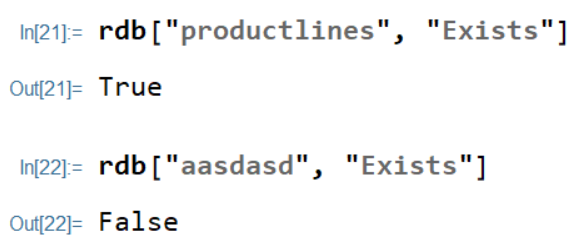 In[21]:= rdb["productlines", "Exists"]
Out[21]= True
In[22]:= rdb["aasdasd", "Exists"]
Out[22]= False